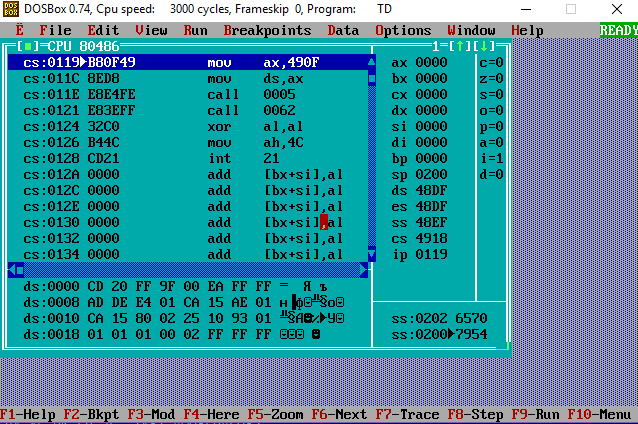 DOSBox 0.74, Cpu speed: 3000 cycles, Frameskip 0, Program: TD
Ë File Edit View Run Breakpoints Data Options Window Help READY
[■]=CPU 80486 1=[↑][↓]
cs:0119►B80F49 mov ax,490F ax 0000 c=0
cs:011C 8ED8 mov ds,ax bx 0000 z=0
cs:011E E8E4FE call 0005 cx 0000 s=0
cs:0121 E83EFF call 0062 dx 0000 o=0
cs:0124 32C0 xor al,al si 0000 p=0
cs:0126 B44C mov ah,4C di 0000 a=0
cs:0128 CD21 int 21 bp 0000 i=1
cs:012A 0000 add [bx+si],al sp 0200 d=0
cs:012C 0000 add [bx+si],al ds 48DF
cs:012E 0000 add [bx+si],al es 48DF
cs:0130 0000 add [bx+si],al ss 48EF
cs:0132 0000 add [bx+si],al cs 4918
cs:0134 0000 add [bx+si],al ip 0119
ds:0000 CD 20 FF 9F 00 EA FF FF = Я ъ
ds:0008 AD DE E4 01 CA 15 AE 01
ds:0010 CA 15 80 02 25 10 93 01 ss:0202 6570
ds:0018 01 01 00 02 FF FF FF FF ss:0200►7954
F1-Help F2-Bkpt F3-Mod F4-Here F5-Zoom F6-Next F7-Trace F8-Step F9-Run F10-Menu